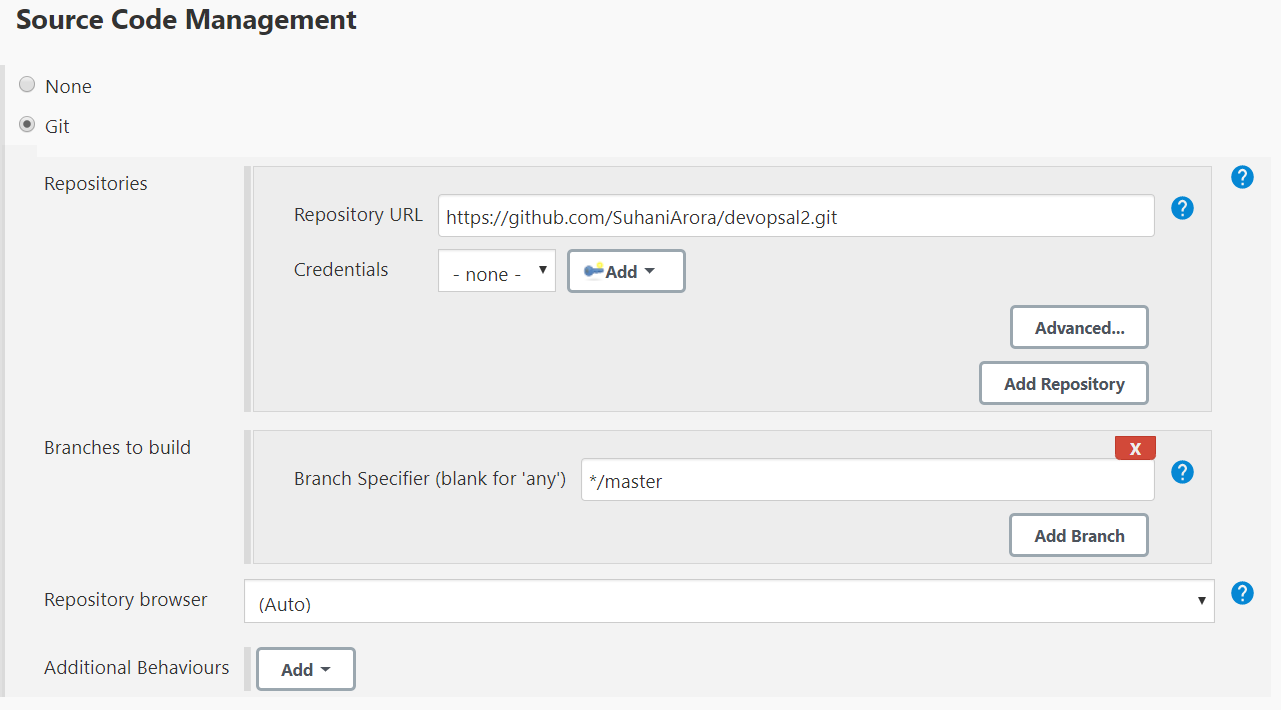 Source Code Management
None
Git
Repositories
?
Repository URL
https://github.com/SuhaniArora/devopsal2.git
?
Credentials
- none -
Add
Advanced...
Add Repository
Branches to build
X
Branch Specifier (blank for 'any')
*/master
?
Add Branch
Repository browser
(Auto)
?
Additional Behaviours
Add